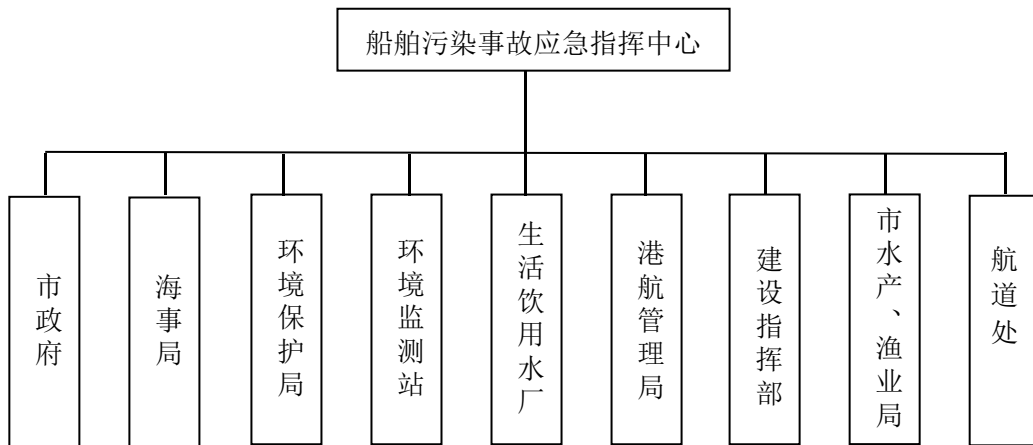 船舶污染事故应急指挥中心
市政府
海事局
环境保护局
环境监测站
生活饮用水厂
港航管理局
建设指挥部
市水产、渔业局
航道处